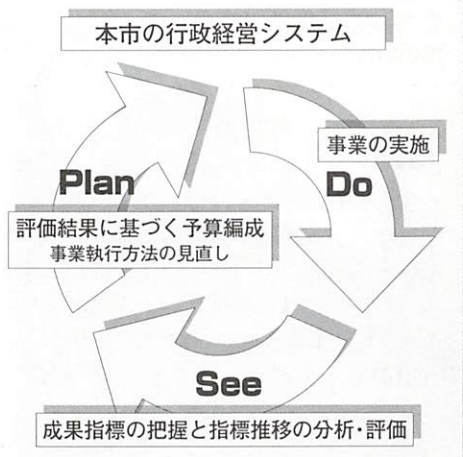 本市の行政経営システム
事業の実施
Plan
Do
評価結果に基づく予算編成
事業執行方法の見直し
See
成果指標の把握と指標推移の分析・評価